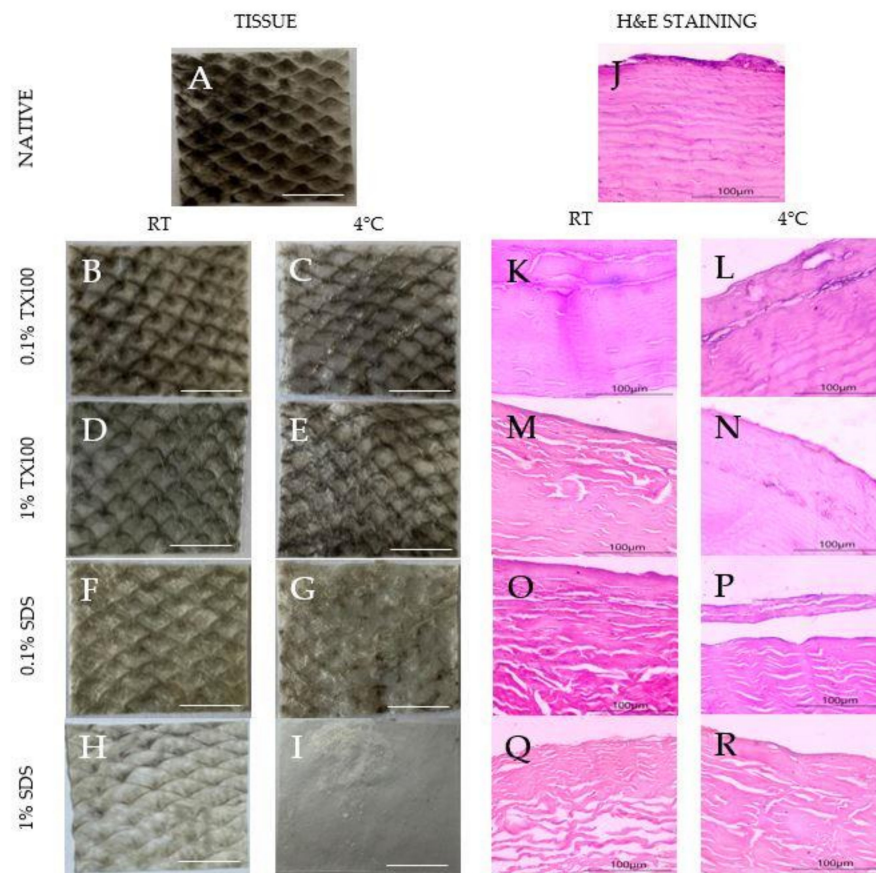 TISSUE
H&E STAINING
NATIVE
A
J
100µm
RT
4°C
RT
4°C
0.1% TX100
B
C
K
100µm
L
100µm
1% TX100
D
E
M
100µm
N
100µm
0.1% SDS
F
G
O
100µm
P
100µm
1% SDS
H
I
Q
100µm
R
100µm